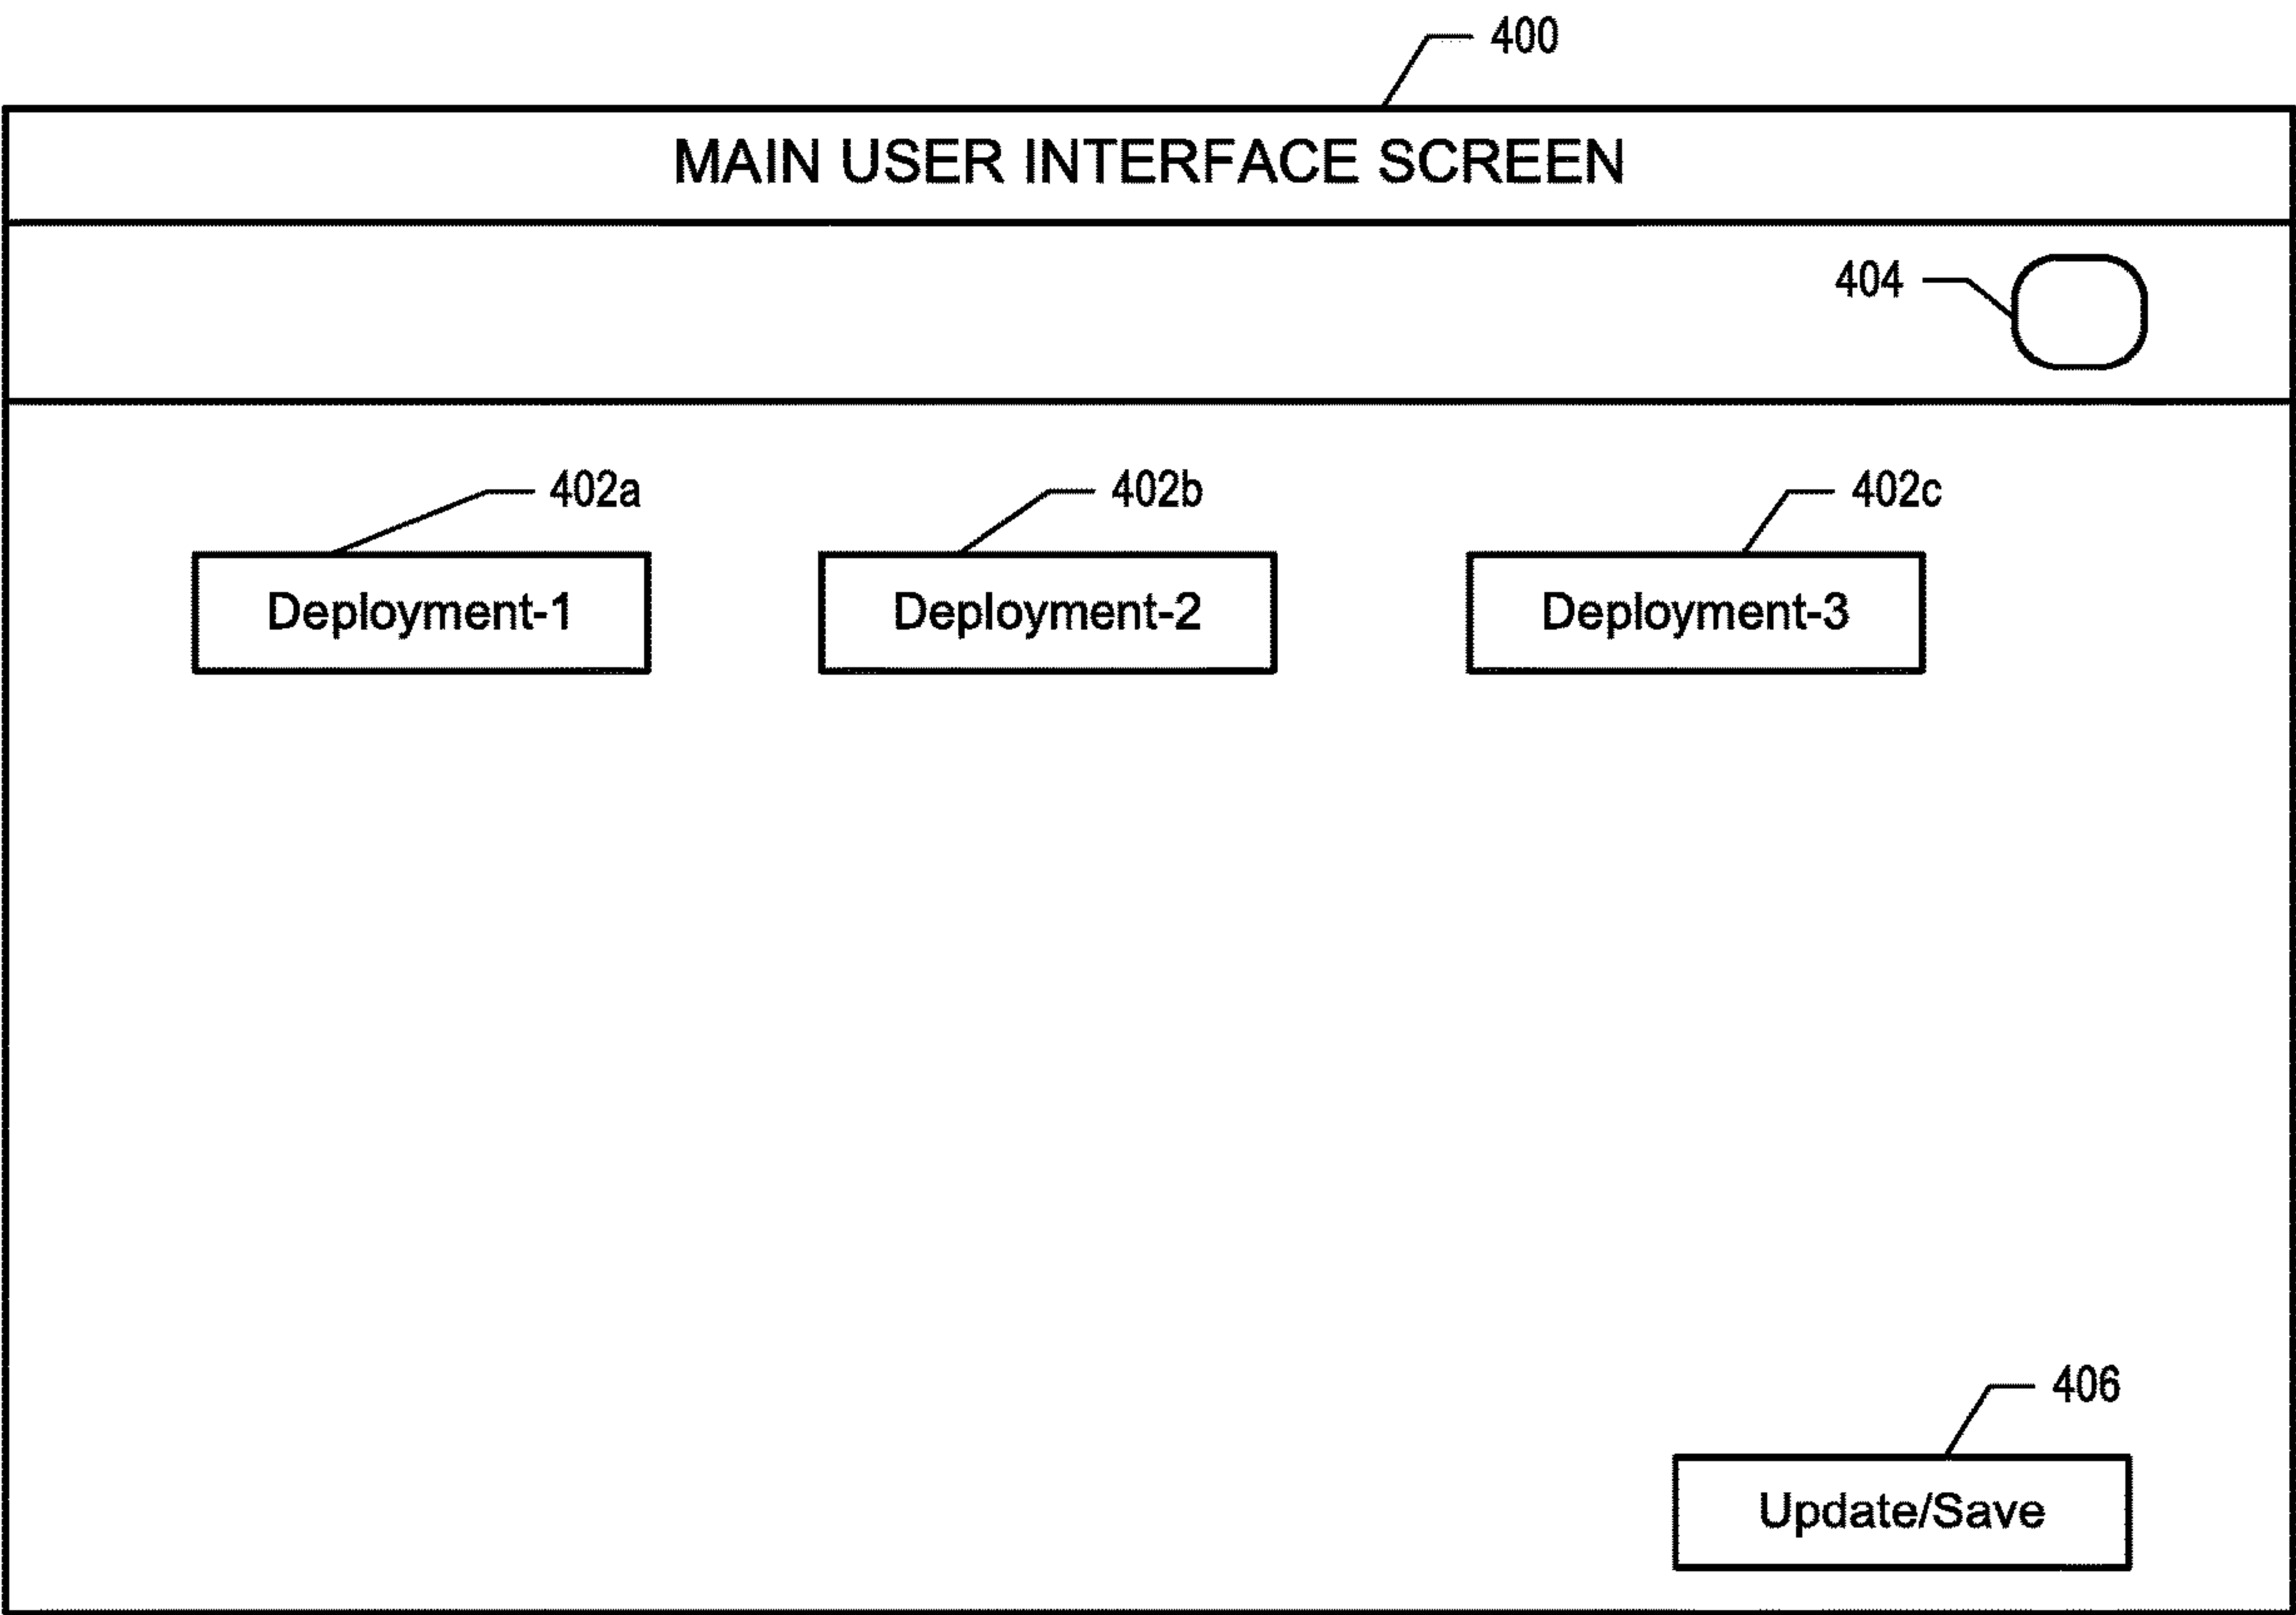 400
MAIN USER INTERFACE SCREEN
404
402a
402b
402c
Deployment-1
Deployment-2
Deployment-3
406
Update/Save